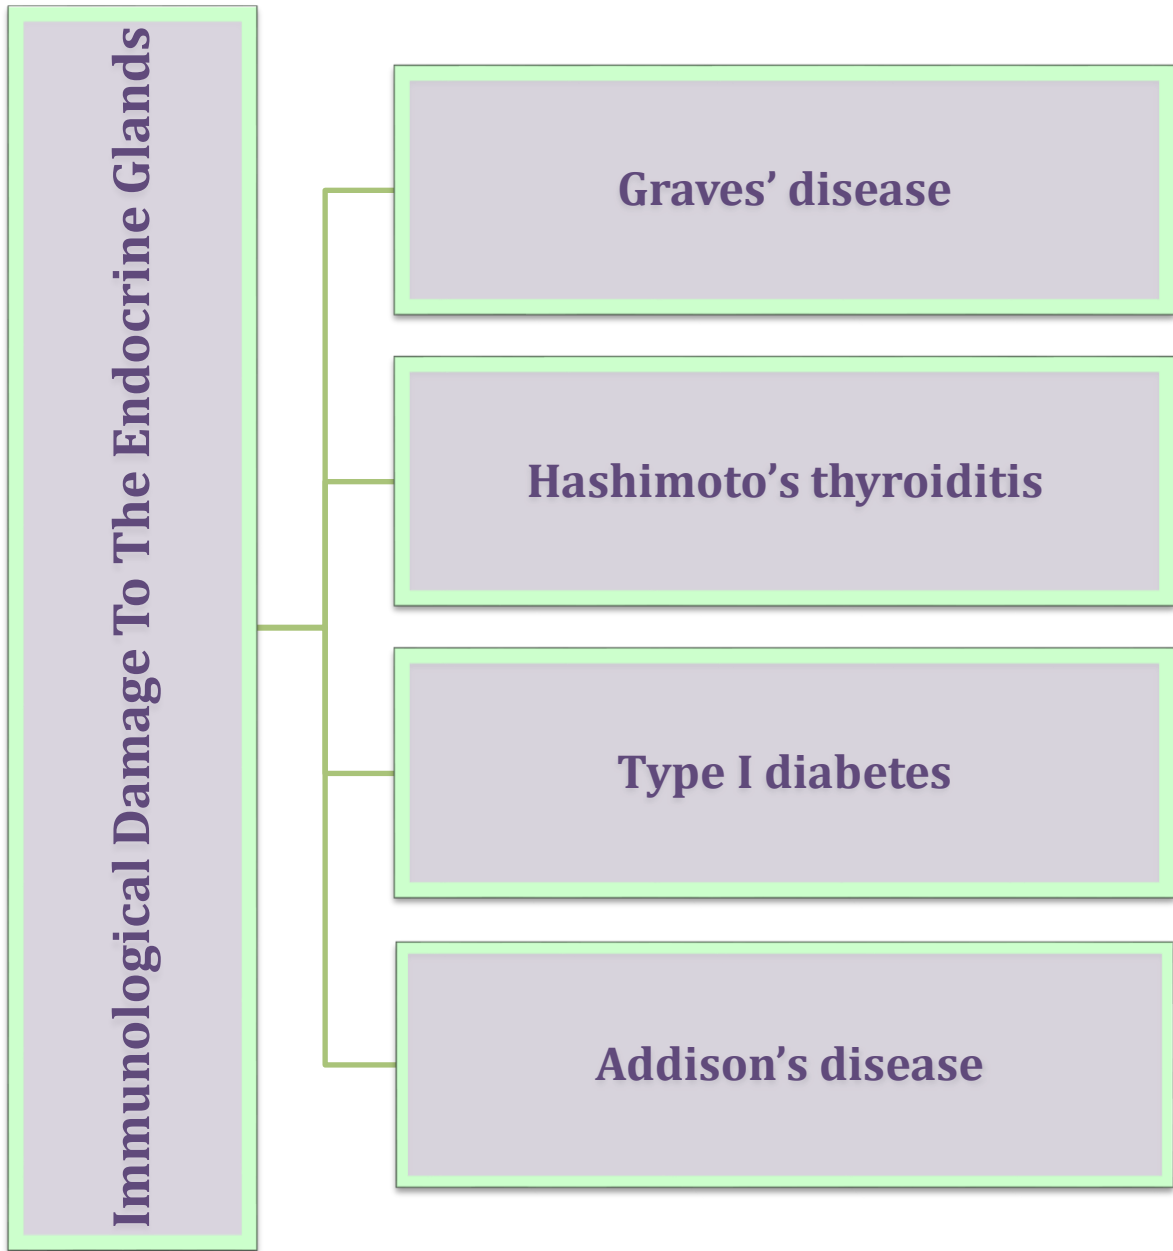 Immunological Damage To The Endocrine Glands
Graves’ disease
Hashimoto’s thyroiditis
Type I diabetes
Addison’s disease